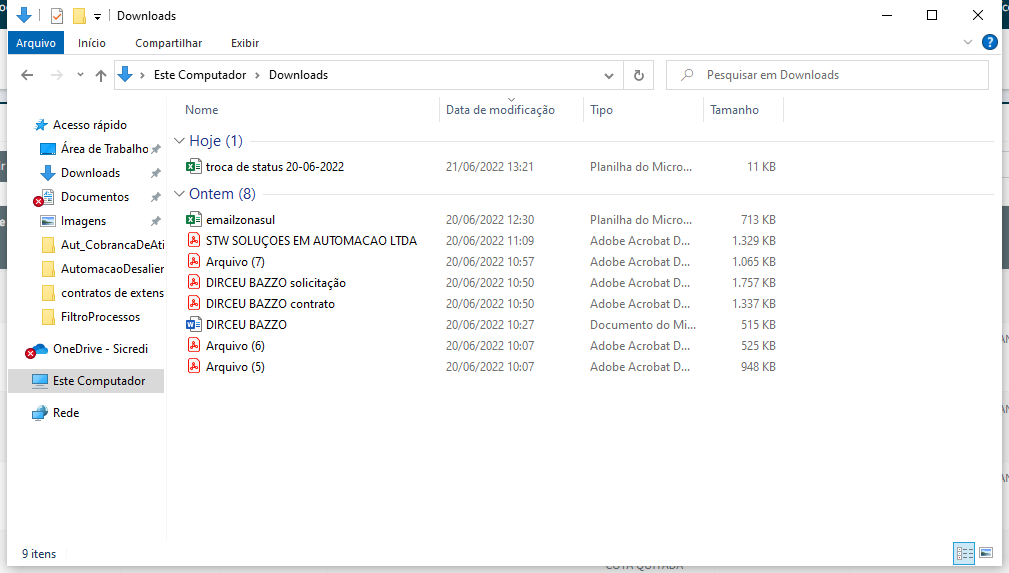 Downloads
Arquivo Início Compartilhar Exibir
Este Computador Downloads Pesquisar em Downloads
Nome Data de modificação Tipo Tamanho
Acesso rápido
Área de Trabalho
Downloads
Documentos
Imagens
Aut_CobrancaDeAti
AutomacaoDesalier
contratos de extens
FiltroProcessos
OneDrive - Sicredi
Este Computador
Rede
Hoje (1)
troca de status 20-06-2022 21/06/2022 13:21 Planilha do Micro... 11 KB
Ontem (8)
emailzonasul 20/06/2022 12:30 Planilha do Micro... 713 KB
STW SOLUÇOES EM AUTOMACAO LTDA 20/06/2022 11:09 Adobe Acrobat D... 1.329 KB
Arquivo (7) 20/06/2022 10:57 Adobe Acrobat D... 1.065 KB
DIRCEU BAZZO solicitação 20/06/2022 10:50 Adobe Acrobat D... 1.757 KB
DIRCEU BAZZO contrato 20/06/2022 10:50 Adobe Acrobat D... 1.337 KB
DIRCEU BAZZO 20/06/2022 10:27 Documento do Mi... 515 KB
Arquivo (6) 20/06/2022 10:07 Adobe Acrobat D... 525 KB
Arquivo (5) 20/06/2022 10:07 Adobe Acrobat D... 948 KB
9 itens